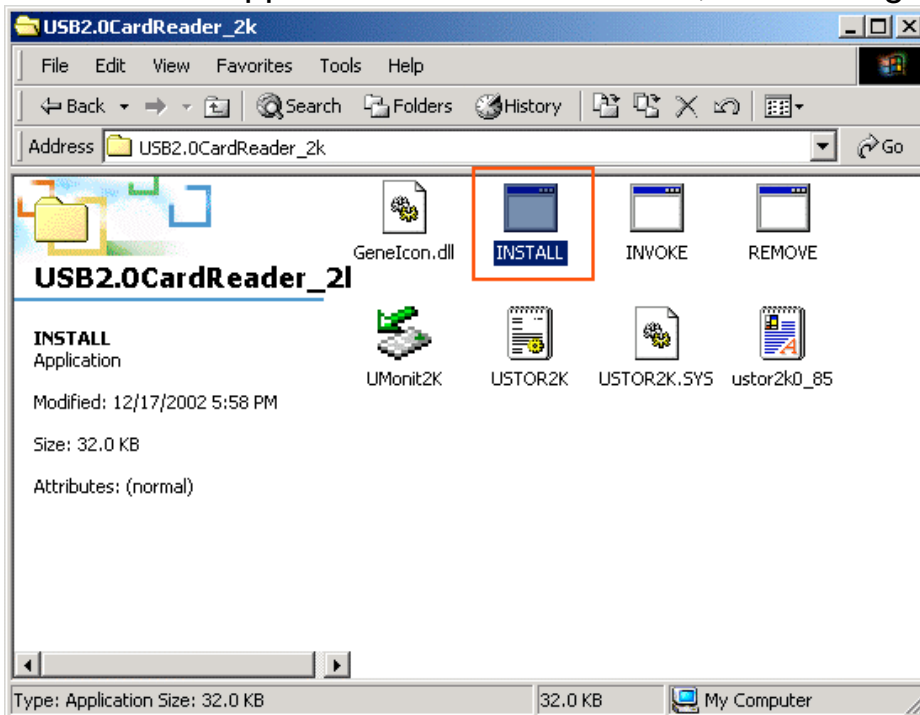 USB2.0CardReader_2k
File Edit View Favorites Tools Help
Back Search Folders History
Address USB2.0CardReader_2k Go
USB2.0CardReader_2
GeneIcon.dll INSTALL INVOKE REMOVE
INSTALL
Application
UMonit2K USTOR2K USTOR2K.SYS ustor2k0_85
Modified: 12/17/2002 5:58 PM
Size: 32.0 KB
Attributes: (normal)
Type: Application Size: 32.0 KB 32.0 KB My Computer